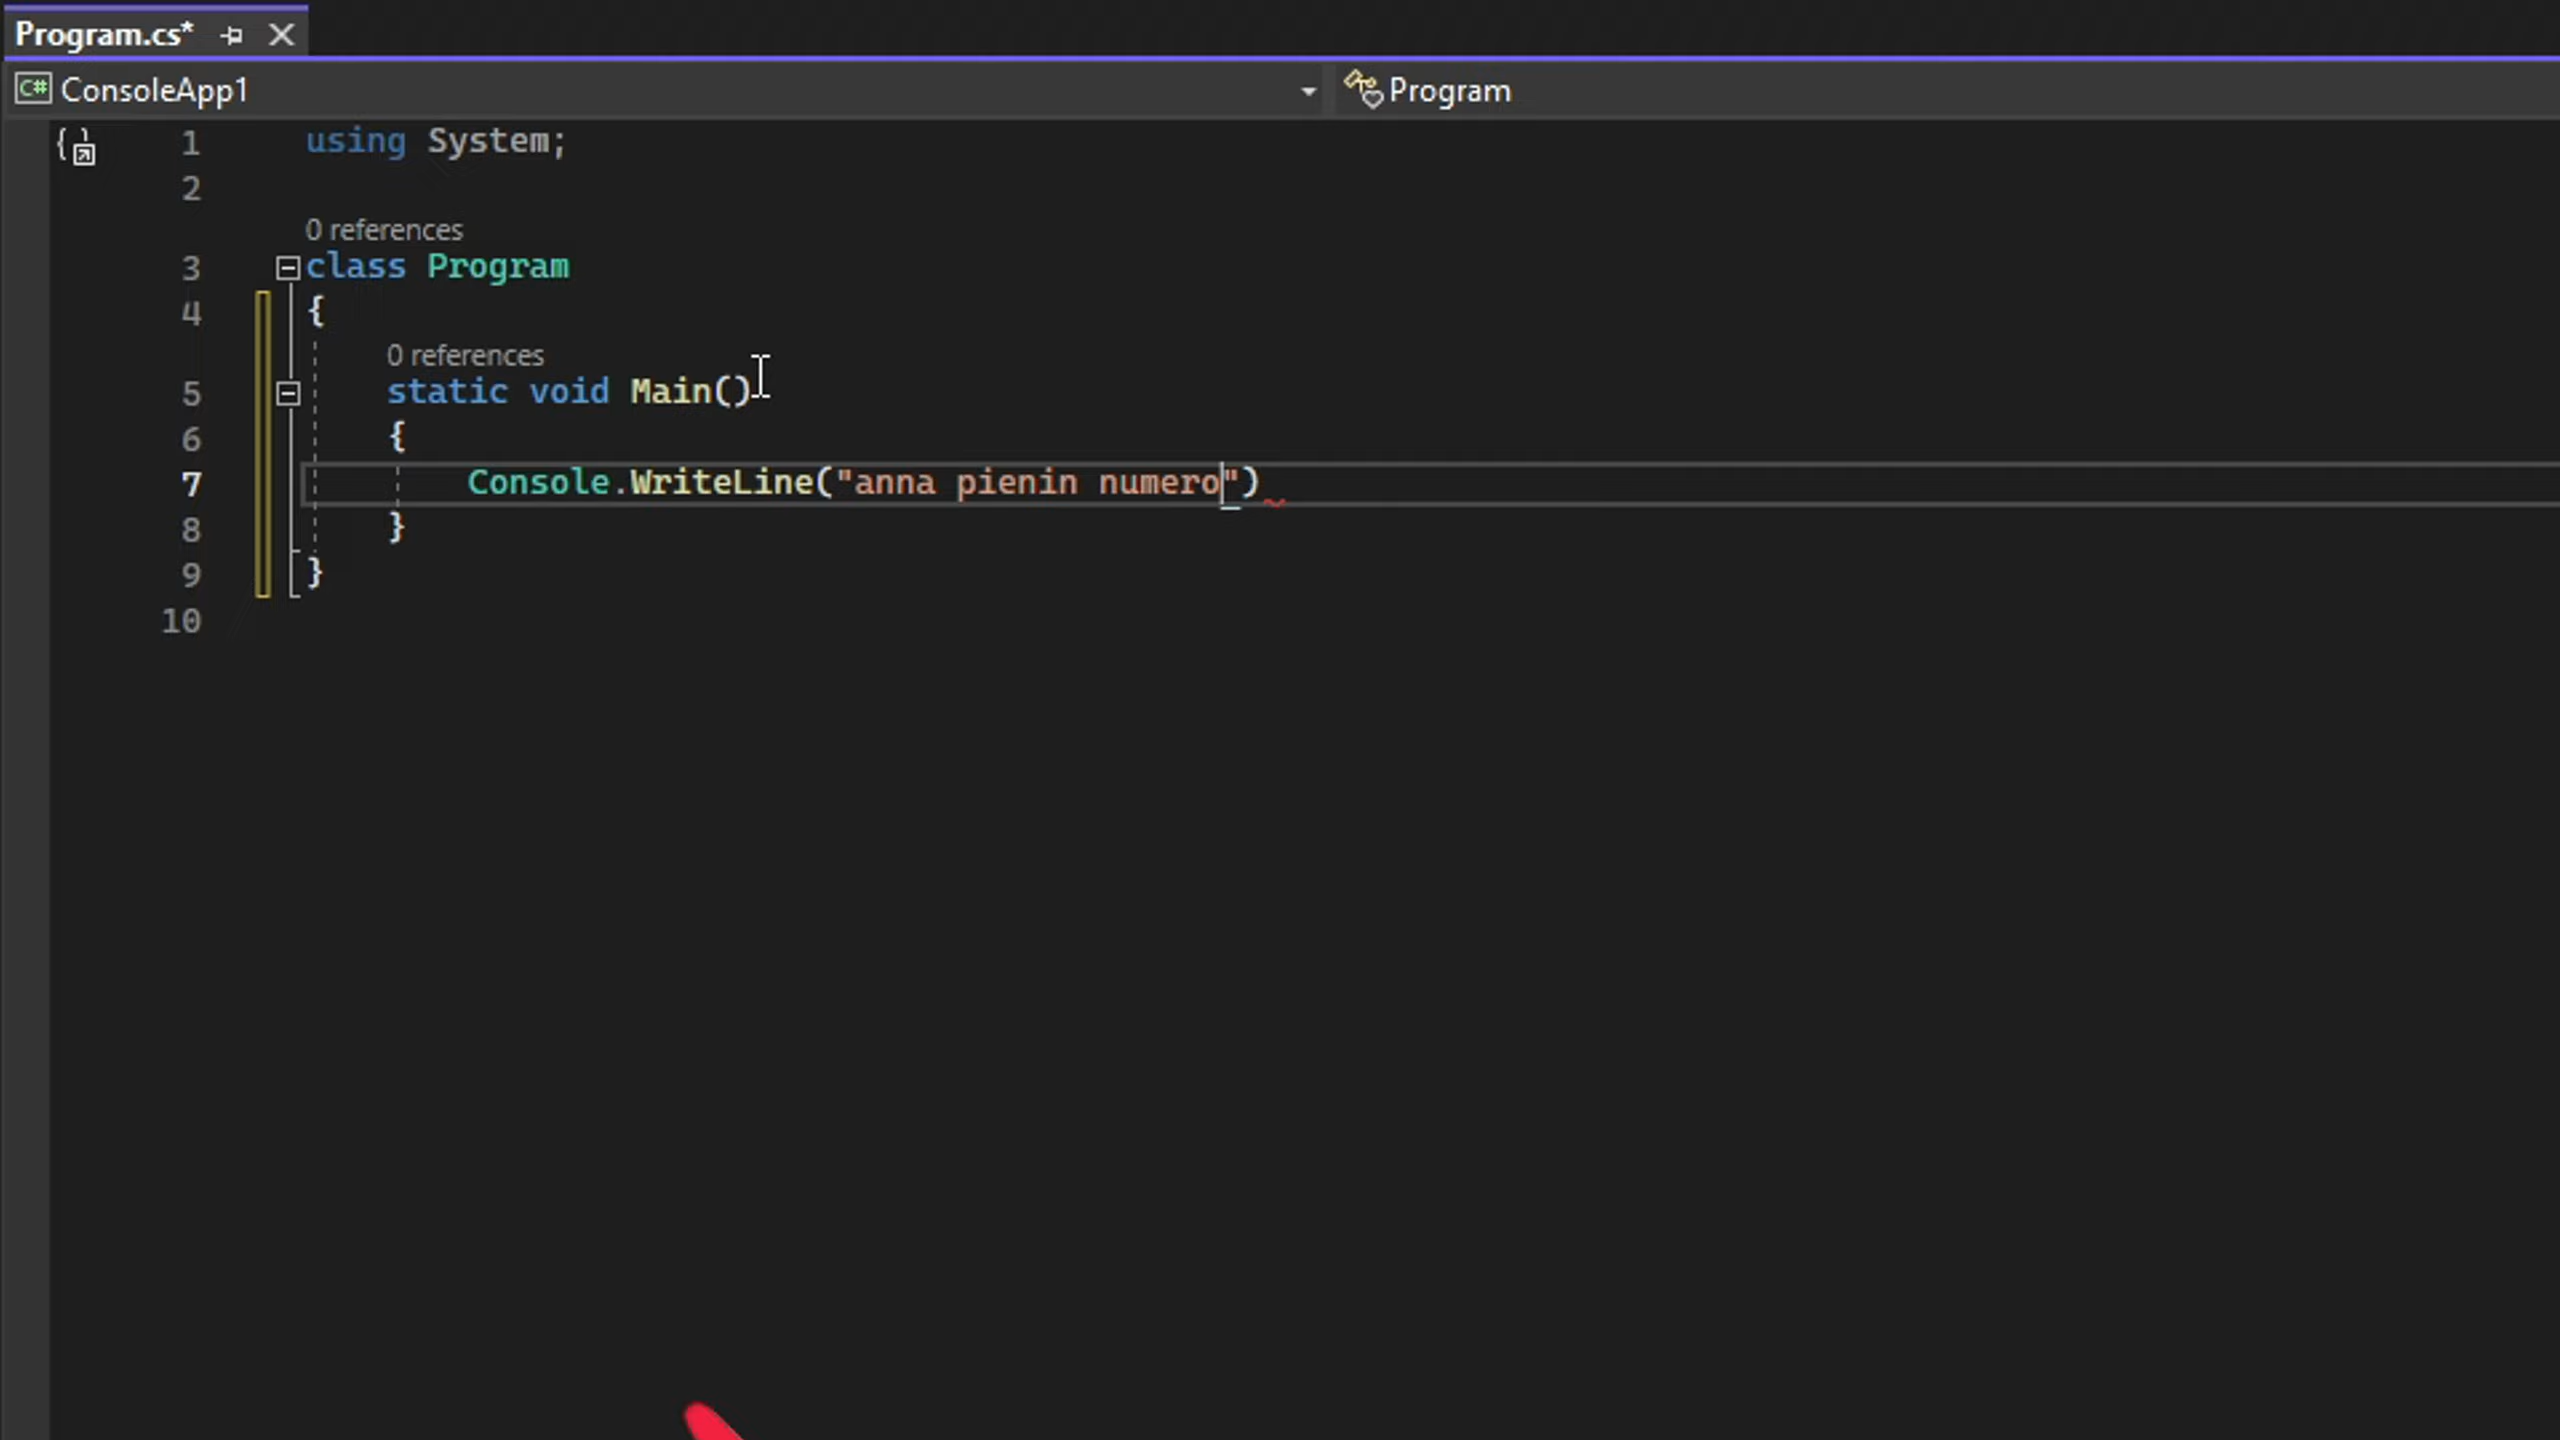 Program.cs*
C# ConsoleApp1 Program
1 using System;
2
0 references
3 class Program
4 {
0 references
5 static void Main()
6 {
7 Console.WriteLine("anna pienin numero")
8 }
9 }
10